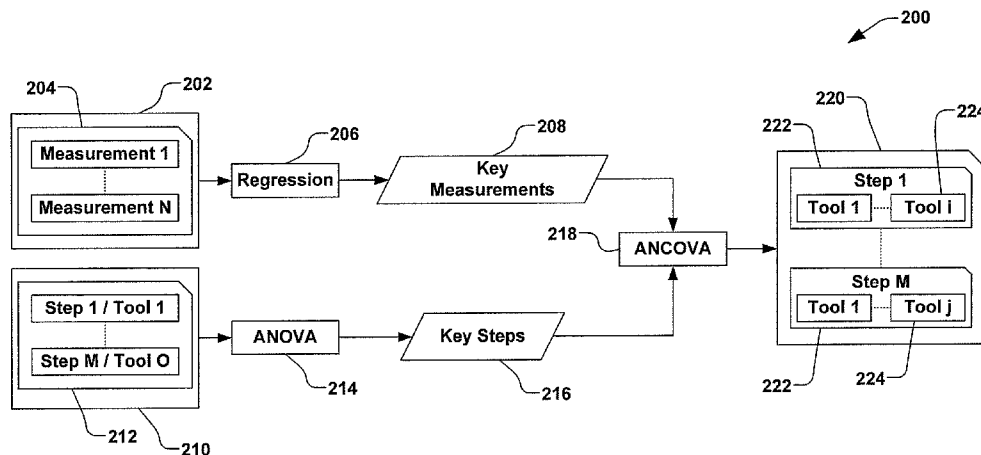 200
202
204
Measurement 1
Measurement N
206
Regression
208
Key
Measurements
218
ANCOVA
220
222
224
Step 1
Tool 1
Tool i
Step M
Tool 1
Tool j
222
224
Step 1 / Tool 1
Step M / Tool O
212
210
ANOVA
214
Key Steps
216